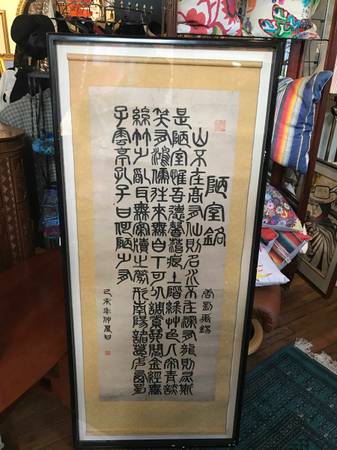 陋室銘
唐劉禹錫
山不在高有仙則名水不在深有龍則靈斯
是陋室惟吾德馨苔痕上階綠草色入簾青談
笑有鴻儒往來無白丁可以調素琴閱金經無
絲竹之亂耳無案牘之勞形南陽諸葛廬西蜀
子雲亭孔子曰何陋之有
己未年仲夏日